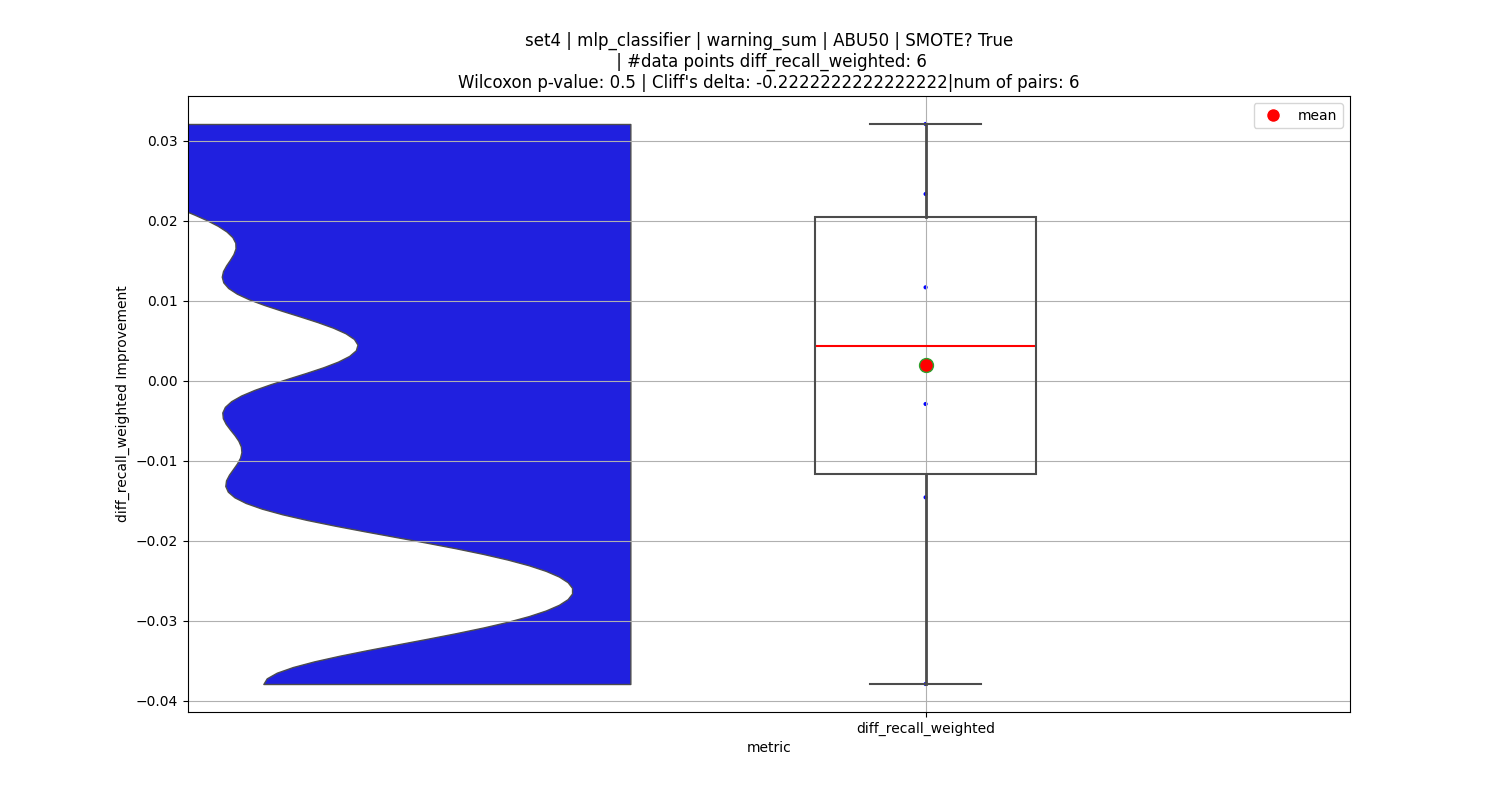 set4 | mlp_classifier | warning_sum | ABU50 | SMOTE? True
| #data points diff_recall_weighted: 6
Wilcoxon p-value: 0.5 | Cliff's delta: -0.2222222222222222|num of pairs: 6
mean
0.03
0.02
0.01
0.00
−0.01
−0.02
−0.03
−0.04
diff_recall_weighted Improvement
diff_recall_weighted
metric